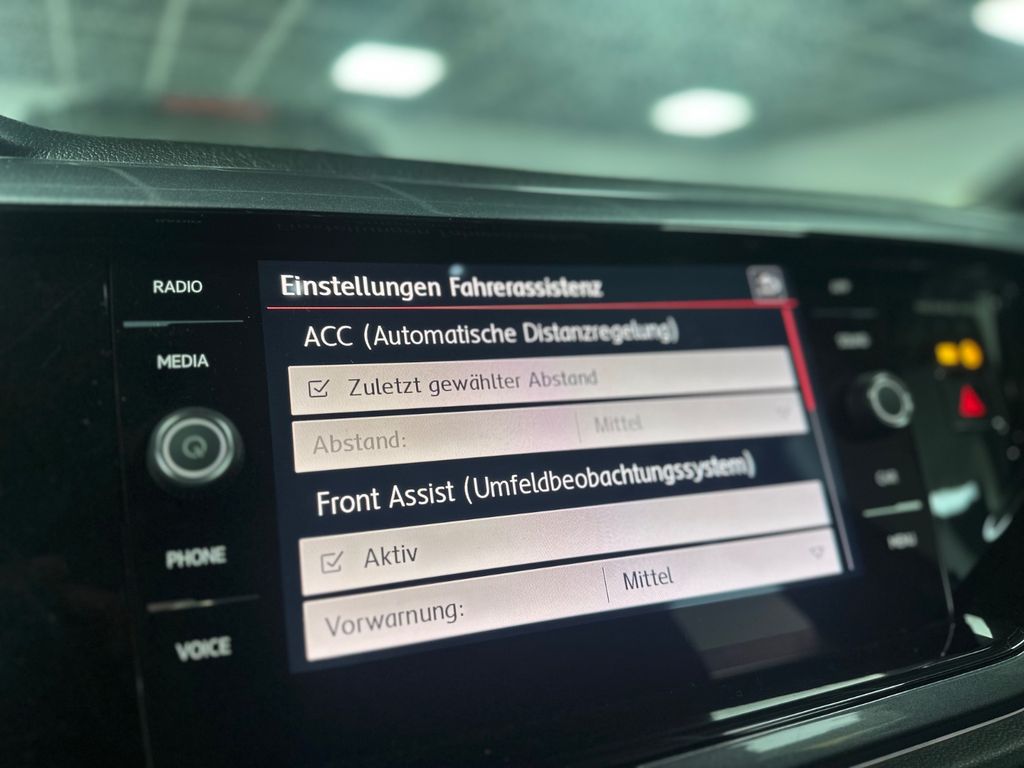 RADIO
MEDIA
PHONE
VOICE
Einstellungen Fahrerassistenz
ACC (Automatische Distanzregelung)
Zuletzt gewählter Abstand
Abstand: Mittel
Front Assist (Umfeldbeobachtungssystem)
Aktiv
Vorwarnung: Mittel
MENU